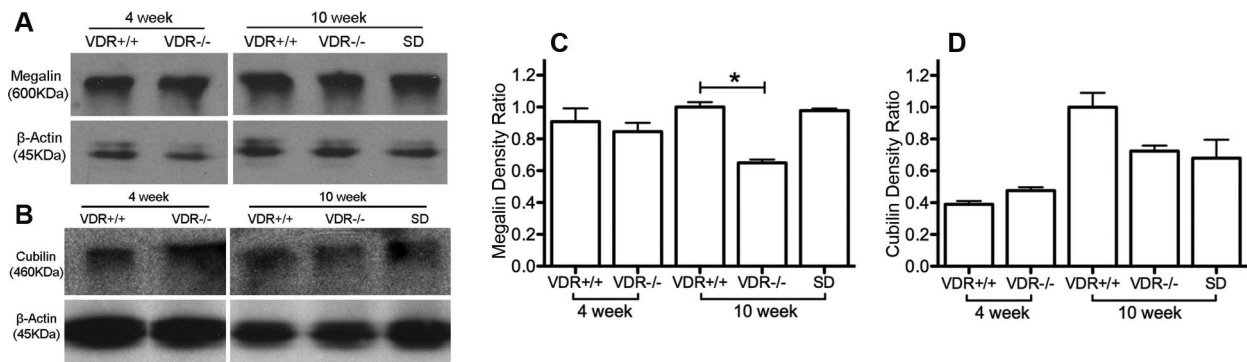 A
4 week
10 week
VDR+/+ VDR-/- VDR+/+ VDR-/- SD
Megalin
(600KDa)
β-Actin
(45KDa)
B
4 week
10 week
VDR+/+ VDR-/- VDR+/+ VDR-/- SD
Cubilin
(460KDa)
β-Actin
(45KDa)
C
Megalin Density Ratio
1.2
1.0
0.8
0.6
0.4
0.2
0.0
*
VDR+/+ VDR-/- VDR+/+ VDR-/- SD
4 week
10 week
D
Cubilin Density Ratio
1.2
1.0
0.8
0.6
0.4
0.2
0.0
VDR+/+ VDR-/- VDR+/+ VDR-/- SD
4 week
10 week